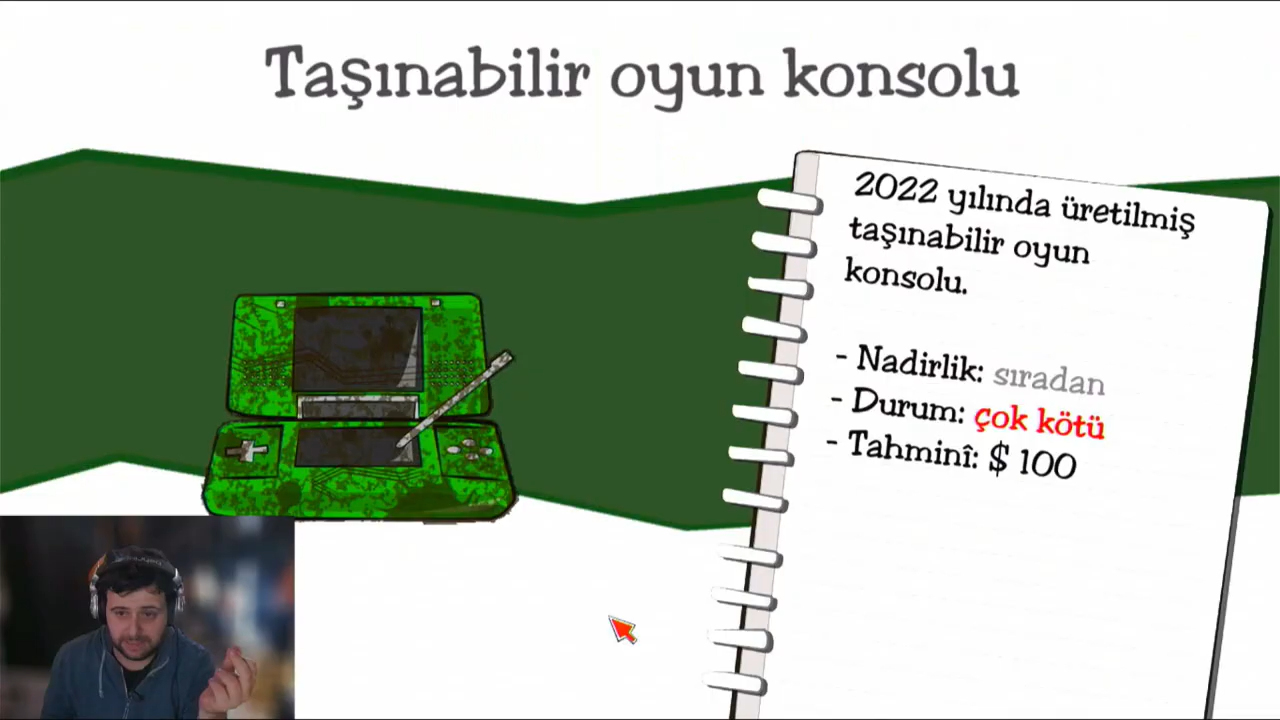 Taşınabilir oyun konsolu
2022 yılında üretilmiş
taşınabilir oyun
konsolu.
- Nadirlik: sıradan
- Durum: çok kötü
- Tahminî: $ 100